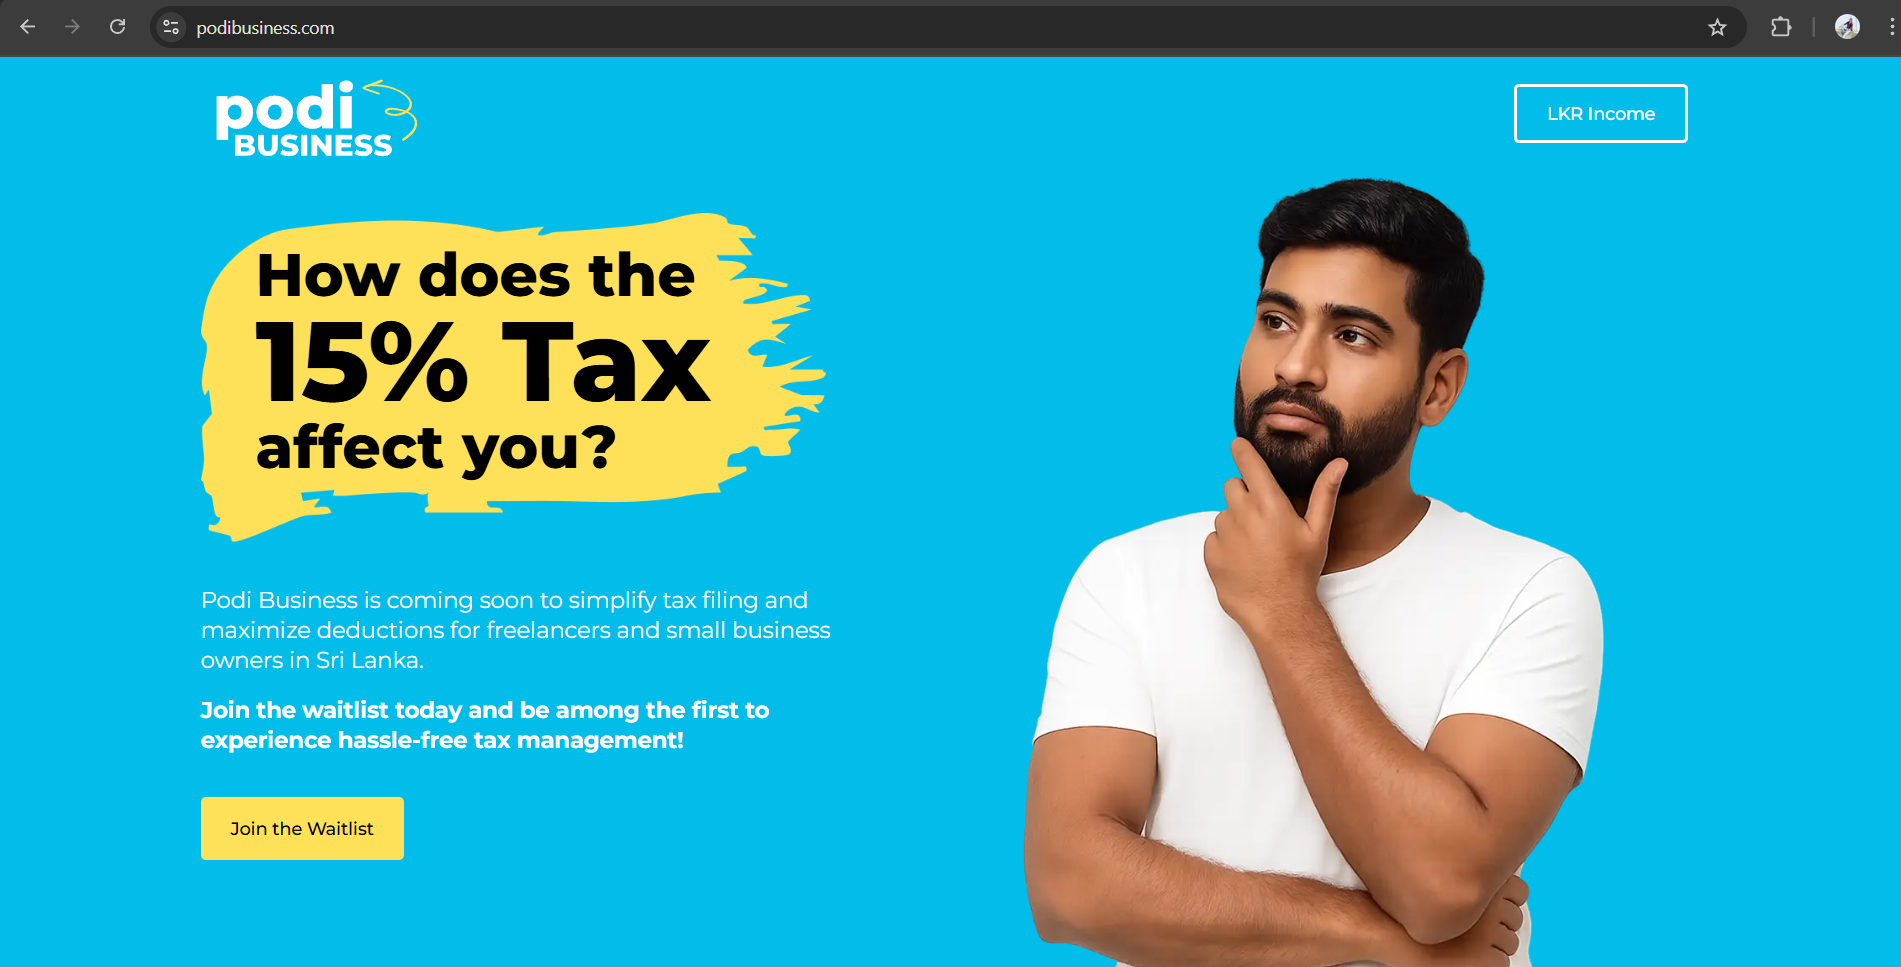 podibusiness.com
podi
BUSINESS
LKR Income
How does the
15% Tax
affect you?
Podi Business is coming soon to simplify tax filing and
maximize deductions for freelancers and small business
owners in Sri Lanka.
Join the waitlist today and be among the first to
experience hassle-free tax management!
Join the Waitlist